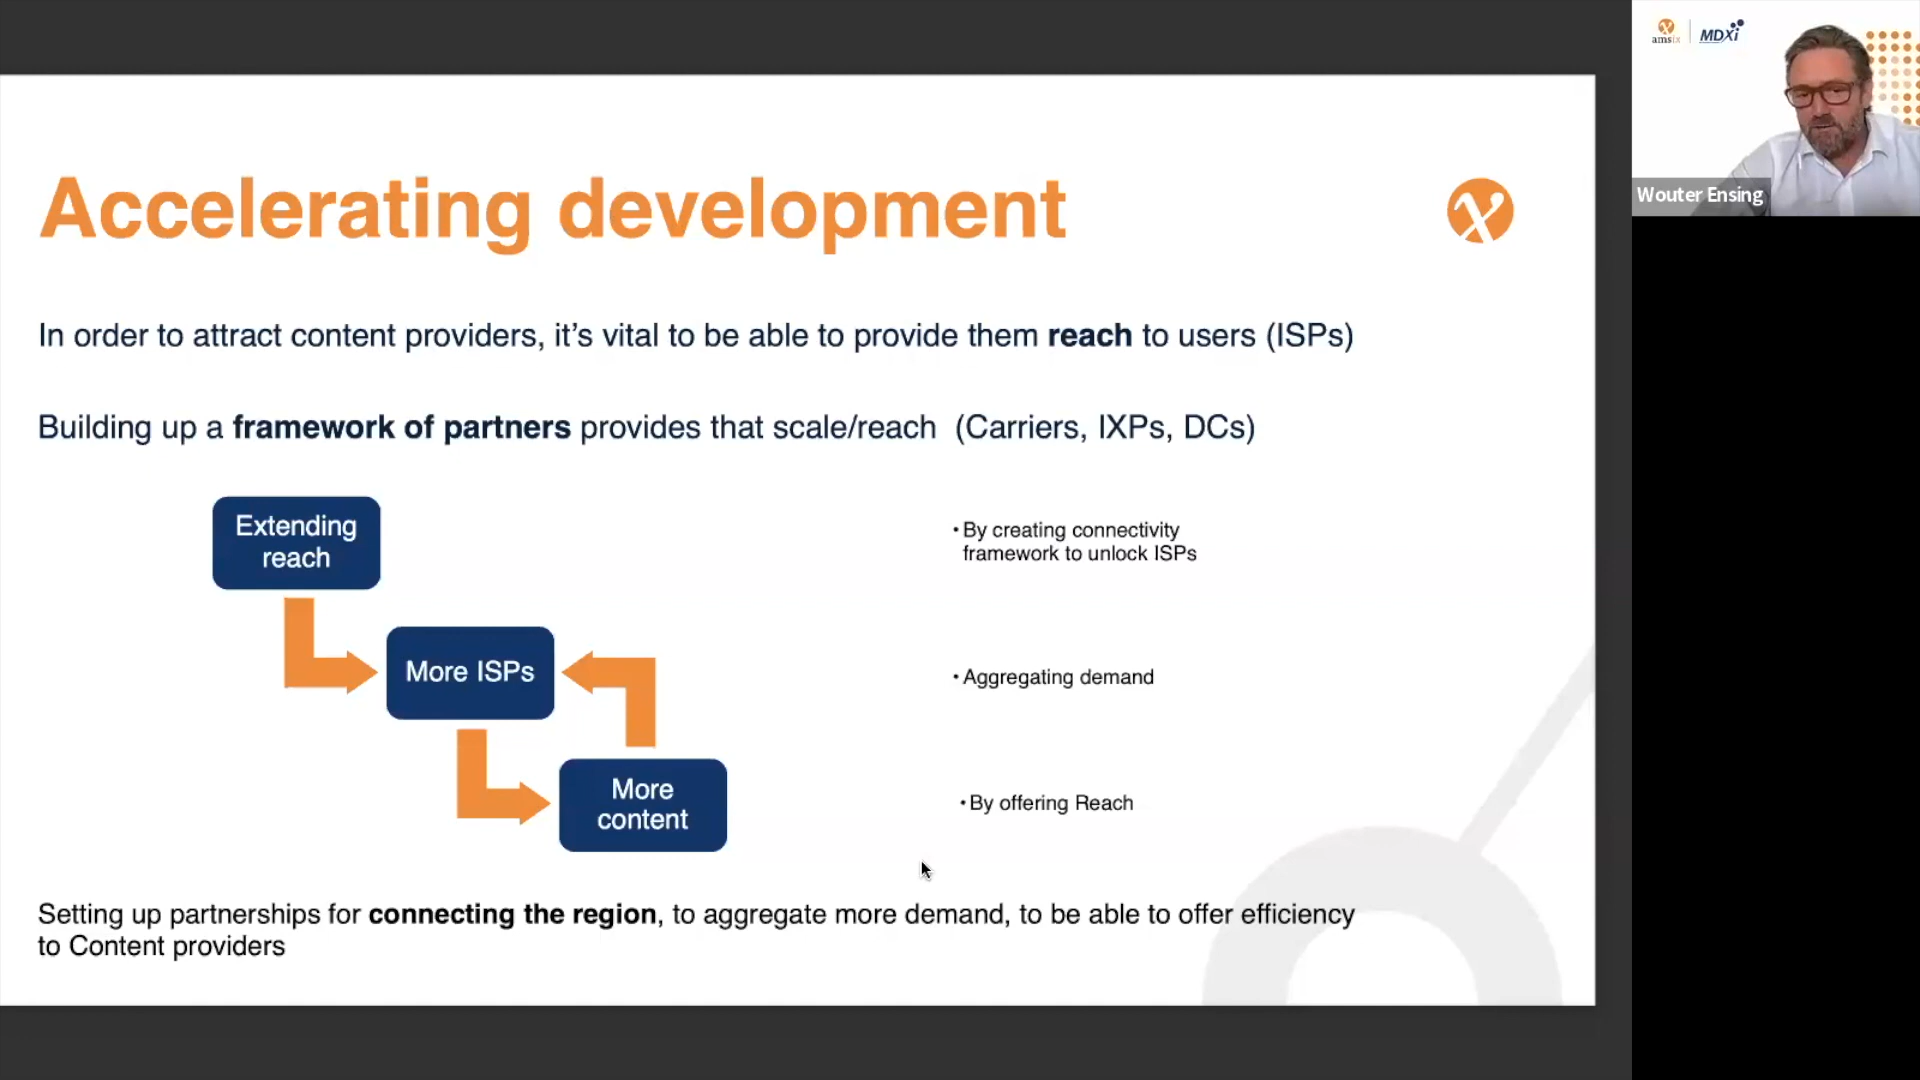 Accelerating development
In order to attract content providers, it’s vital to be able to provide them reach to users (ISPs)
Building up a framework of partners provides that scale/reach (Carriers, IXPs, DCs)
Extending
reach
• By creating connectivity
framework to unlock ISPs
More ISPs
• Aggregating demand
More
content
• By offering Reach
Setting up partnerships for connecting the region, to aggregate more demand, to be able to offer efficiency
to Content providers
amsix
MDXi
Wouter Ensing